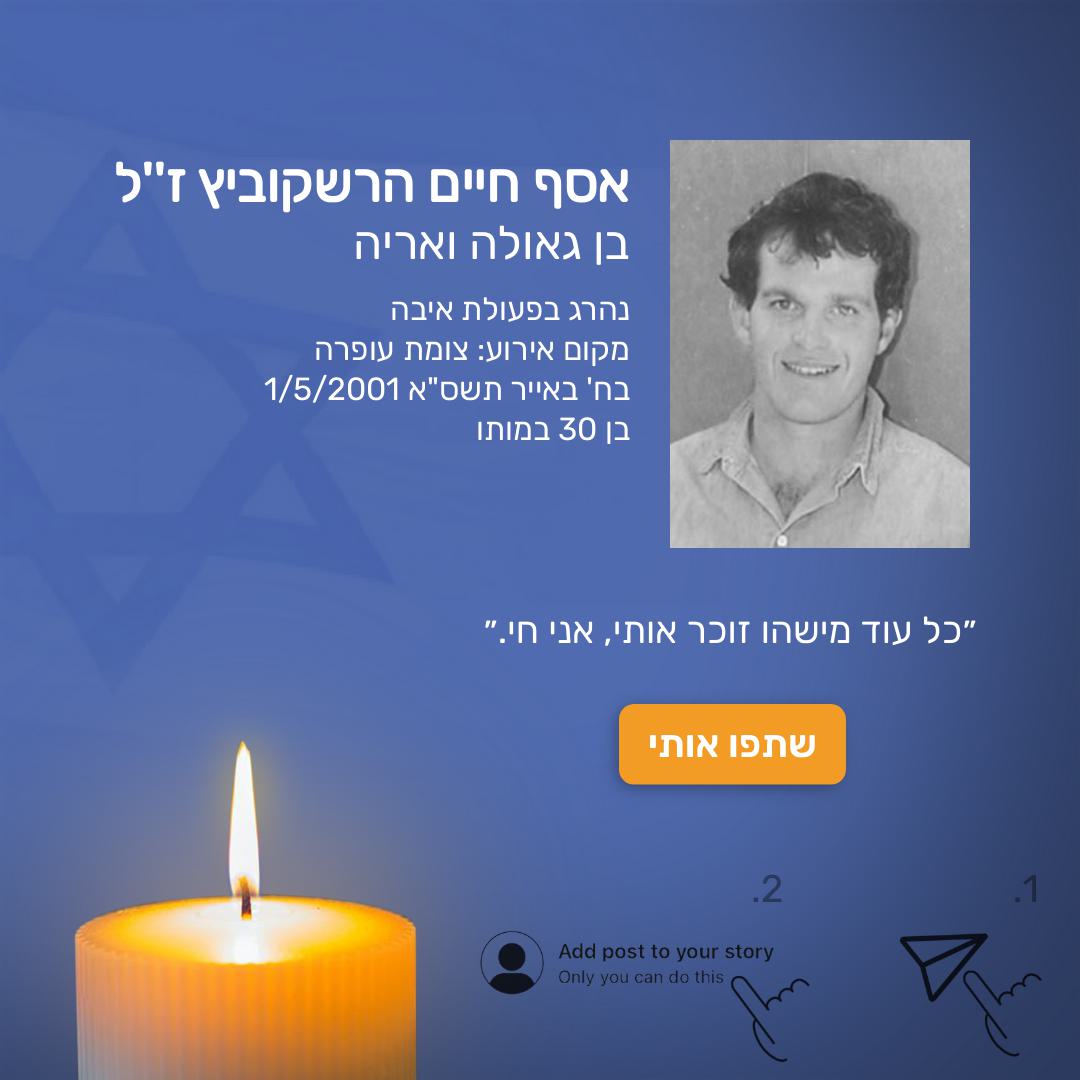 אסף חיים הרשקוביץ ז"ל
בן גאולה ואריה
נהרג בפעולת איבה
מקום אירוע: צומת עופרה
בח' באייר תשס"א 1/5/2001
בן 30 במותו
״כל עוד מישהו זוכר אותי, אני חי.״
שתפו אותי
.1
.2
Add post to your story
Only you can do this